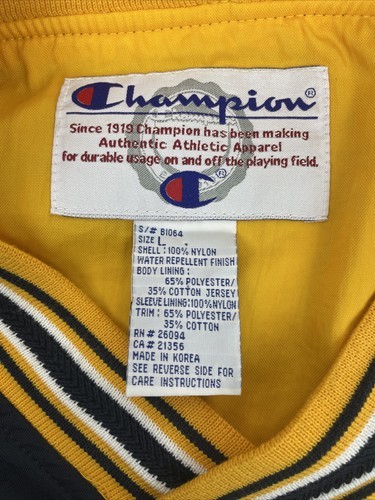 Champion®
Since 1919 Champion has been making
Authentic Athletic Apparel
for durable usage on and off the playing field.
®
S/# B1064
SIZE L
SHELL: 100% NYLON
WATER REPELLENT FINISH
BODY LINING:
65% POLYESTER/
35% COTTON JERSEY
SLEEVE LINING: 100% NYLON
TRIM: 65% POLYESTER/
35% COTTON
RN# 26094
CA# 21356
MADE IN KOREA
SEE REVERSE SIDE FOR
CARE INSTRUCTIONS